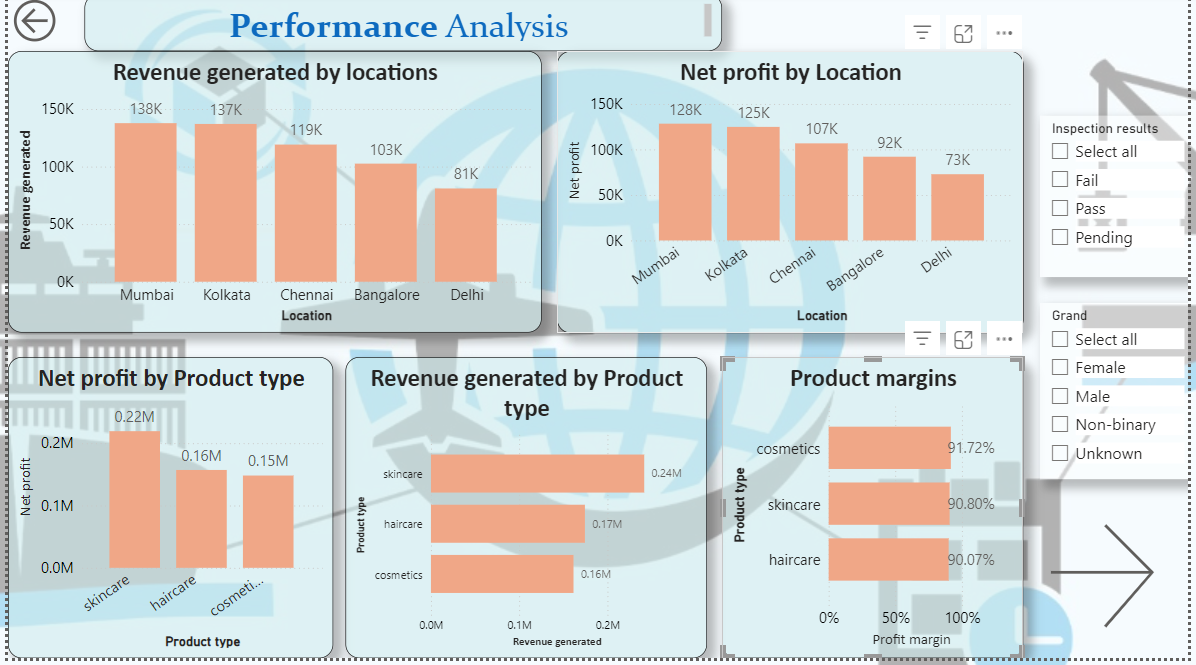 Performance Analysis
Revenue generated by locations
Revenue generated
150K
100K
50K
0K
138K
137K
119K
103K
81K
Mumbai
Kolkata
Chennai
Bangalore
Delhi
Location
Net profit by Location
Net profit
150K
100K
50K
0K
128K
125K
107K
92K
73K
Mumbai
Kolkata
Chennai
Bangalore
Delhi
Location
Inspection results
Select all
Fail
Pass
Pending
Grand
Select all
Female
Male
Non-binary
Unknown
Net profit by Product type
Net profit
0.2M
0.1M
0.0M
0.22M
0.16M
0.15M
skincare
haircare
cosmeti...
Product type
Revenue generated by Product
type
Product type
skincare
0.24M
haircare
0.17M
cosmetics
0.16M
0.0M
0.1M
0.2M
Revenue generated
Product margins
Product type
cosmetics
91.72%
skincare
90.80%
haircare
90.07%
0%
50%
100%
Profit margin